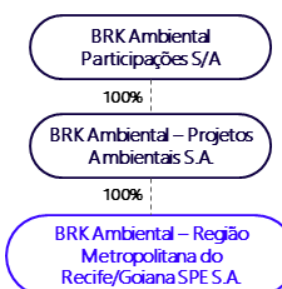 BRK Ambiental
Participações S/A
100%
BRK Ambiental – Projetos
Ambientais S.A.
100%
BRK Ambiental – Região
Metropolitana do
Recife/Goiana SPE S.A.